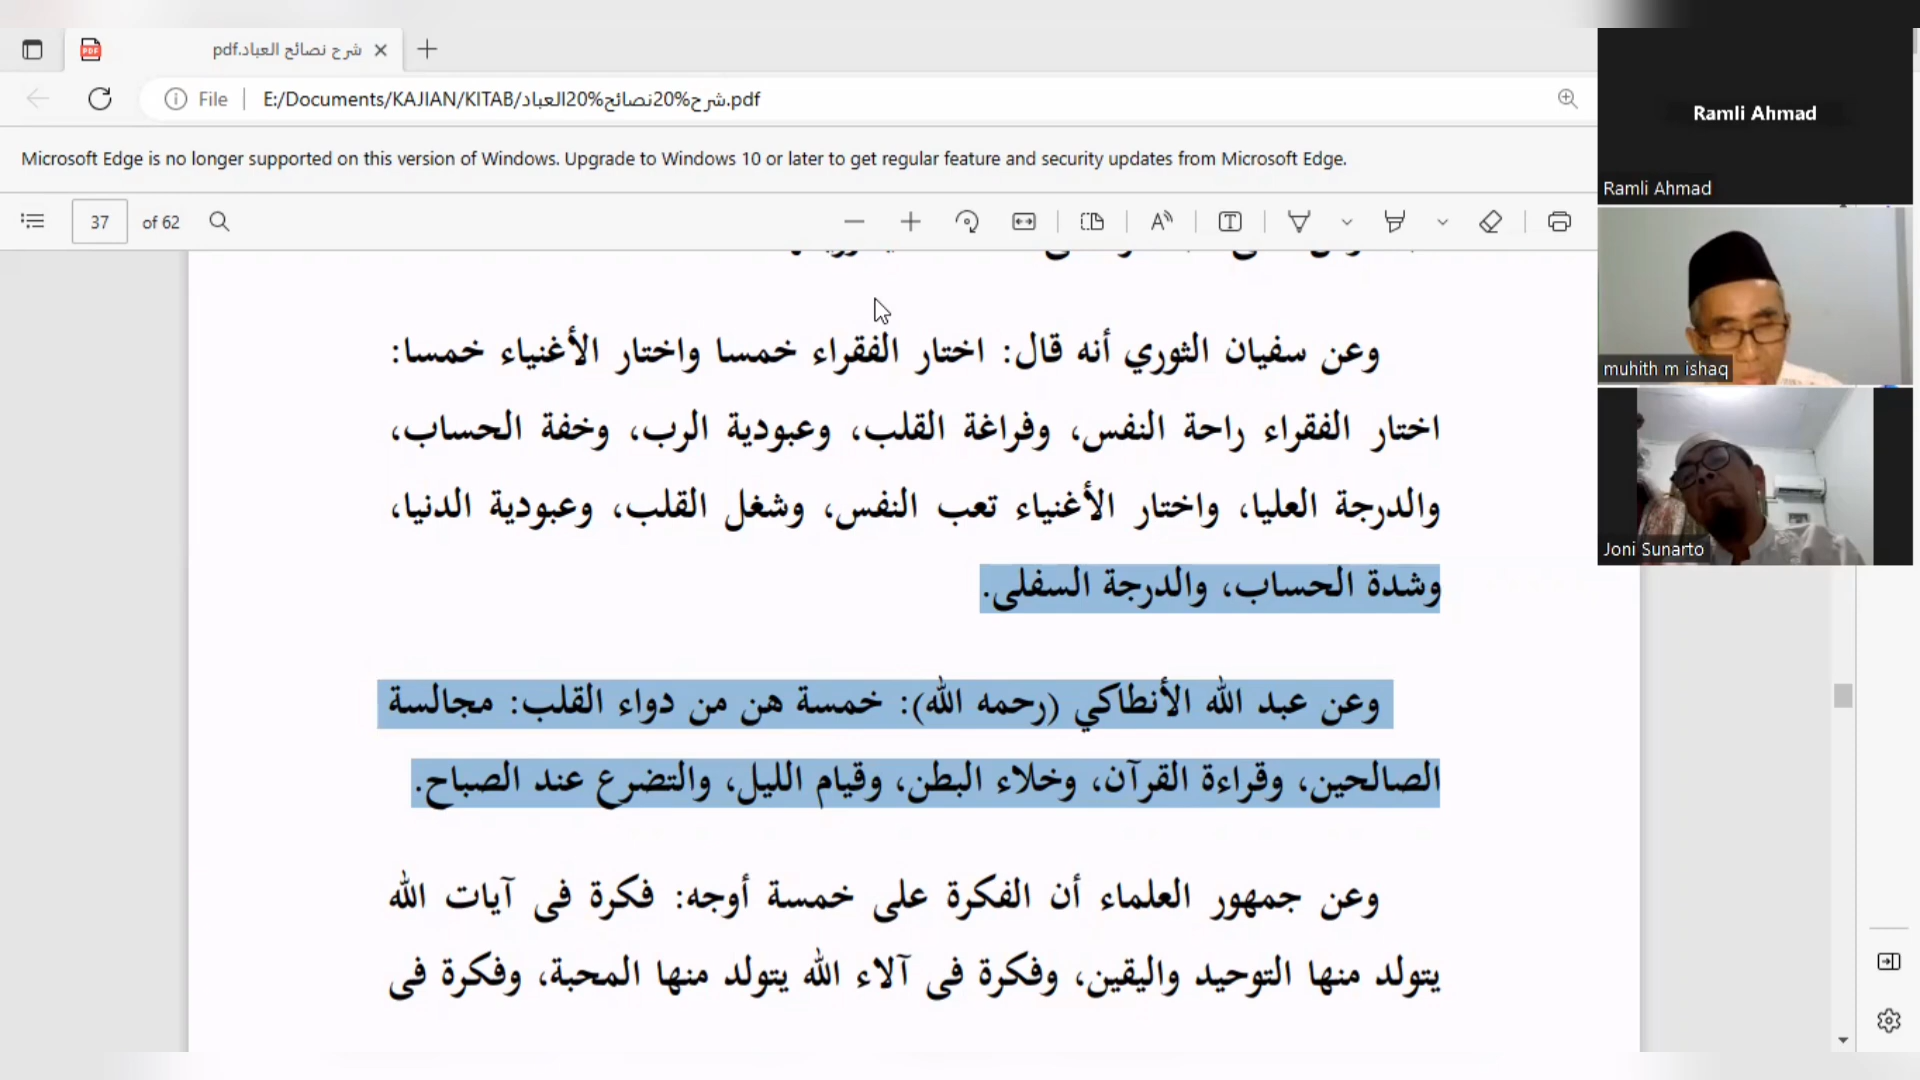 شرح نصائح العباد.pdf
File
E:/Documents/KAJIAN/KITAB/شرح%20نصائح%20العباد.pdf
Microsoft Edge is no longer supported on this version of Windows. Upgrade to Windows 10 or later to get regular feature and security updates from Microsoft Edge.
37 of 62
وعن سفيان الثوري أنه قال: اختار الفقراء خمسا واختار الأغنياء خمسا:
اختار الفقراء راحة النفس، وفراغة القلب، وعبودية الرب، وخفة الحساب،
والدرجة العليا، واختار الأغنياء تعب النفس، وشغل القلب، وعبودية الدنيا،
وشدة الحساب، والدرجة السفلى.
وعن عبد الله الأنطاكي (رحمه الله): خمسة هن من دواء القلب: مجالسة
الصالحين، وقراءة القرآن، وخلاء البطن، وقيام الليل، والتضرع عند الصباح.
وعن جمهور العلماء أن الفكرة على خمسة أوجه: فكرة فى آيات الله
يتولد منها التوحيد واليقين، وفكرة فى آلاء الله يتولد منها المحبة، وفكرة فى
Ramli Ahmad
Ramli Ahmad
muhith m ishaq
Joni Sunarto